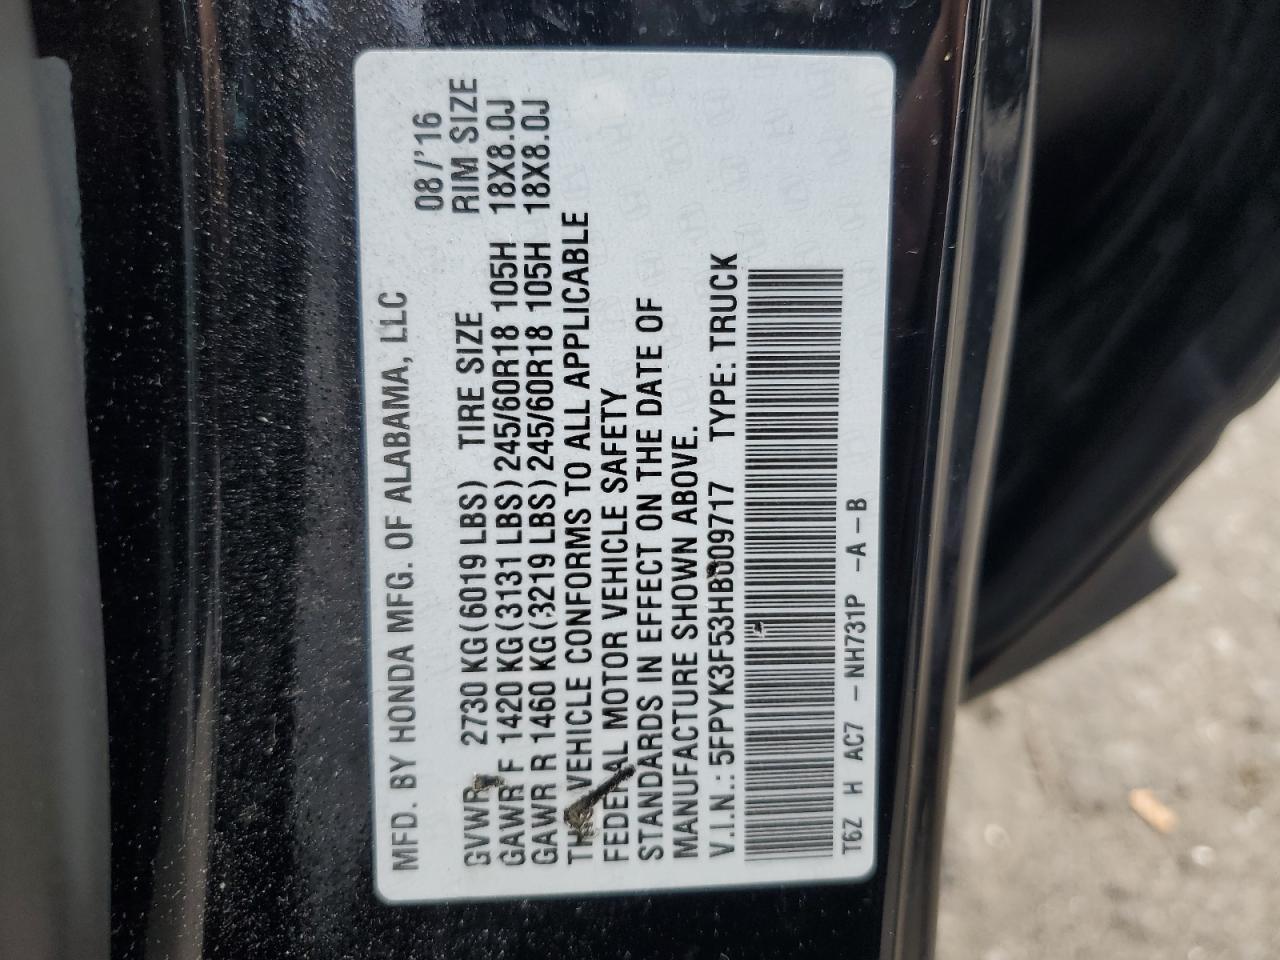 MFD. BY HONDA MFG. OF ALABAMA, LLC
08/'16
GVWR 2730 KG(6019 LBS) TIRE SIZE RIM SIZE
GAWR F 1420 KG(3131 LBS) 245/60R18 105H 18X8.0J
GAWR R 1460 KG(3219 LBS) 245/60R18 105H 18X8.0J
THIS VEHICLE CONFORMS TO ALL APPLICABLE
FEDERAL MOTOR VEHICLE SAFETY
STANDARDS IN EFFECT ON THE DATE OF
MANUFACTURE SHOWN ABOVE.
V.I.N.: 5FPYK3F53HB009717 TYPE: TRUCK
T6Z H AC7 - NH731P -A -B